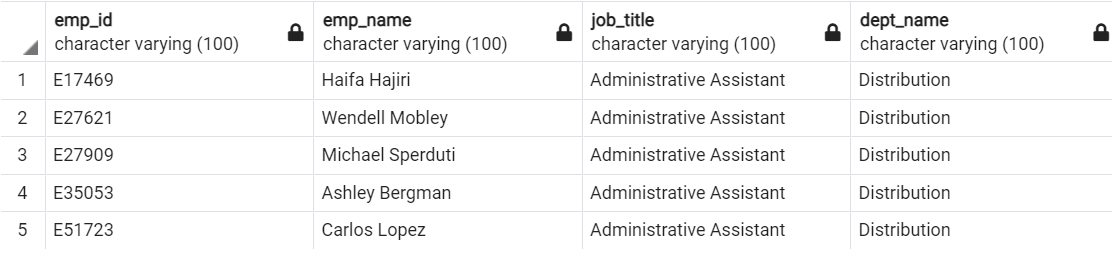 emp_id emp_name job_title dept_name
character varying (100) character varying (100) character varying (100) character varying (100)
1 E17469 Haifa Hajiri Administrative Assistant Distribution
2 E27621 Wendell Mobley Administrative Assistant Distribution
3 E27909 Michael Sperduti Administrative Assistant Distribution
4 E35053 Ashley Bergman Administrative Assistant Distribution
5 E51723 Carlos Lopez Administrative Assistant Distribution